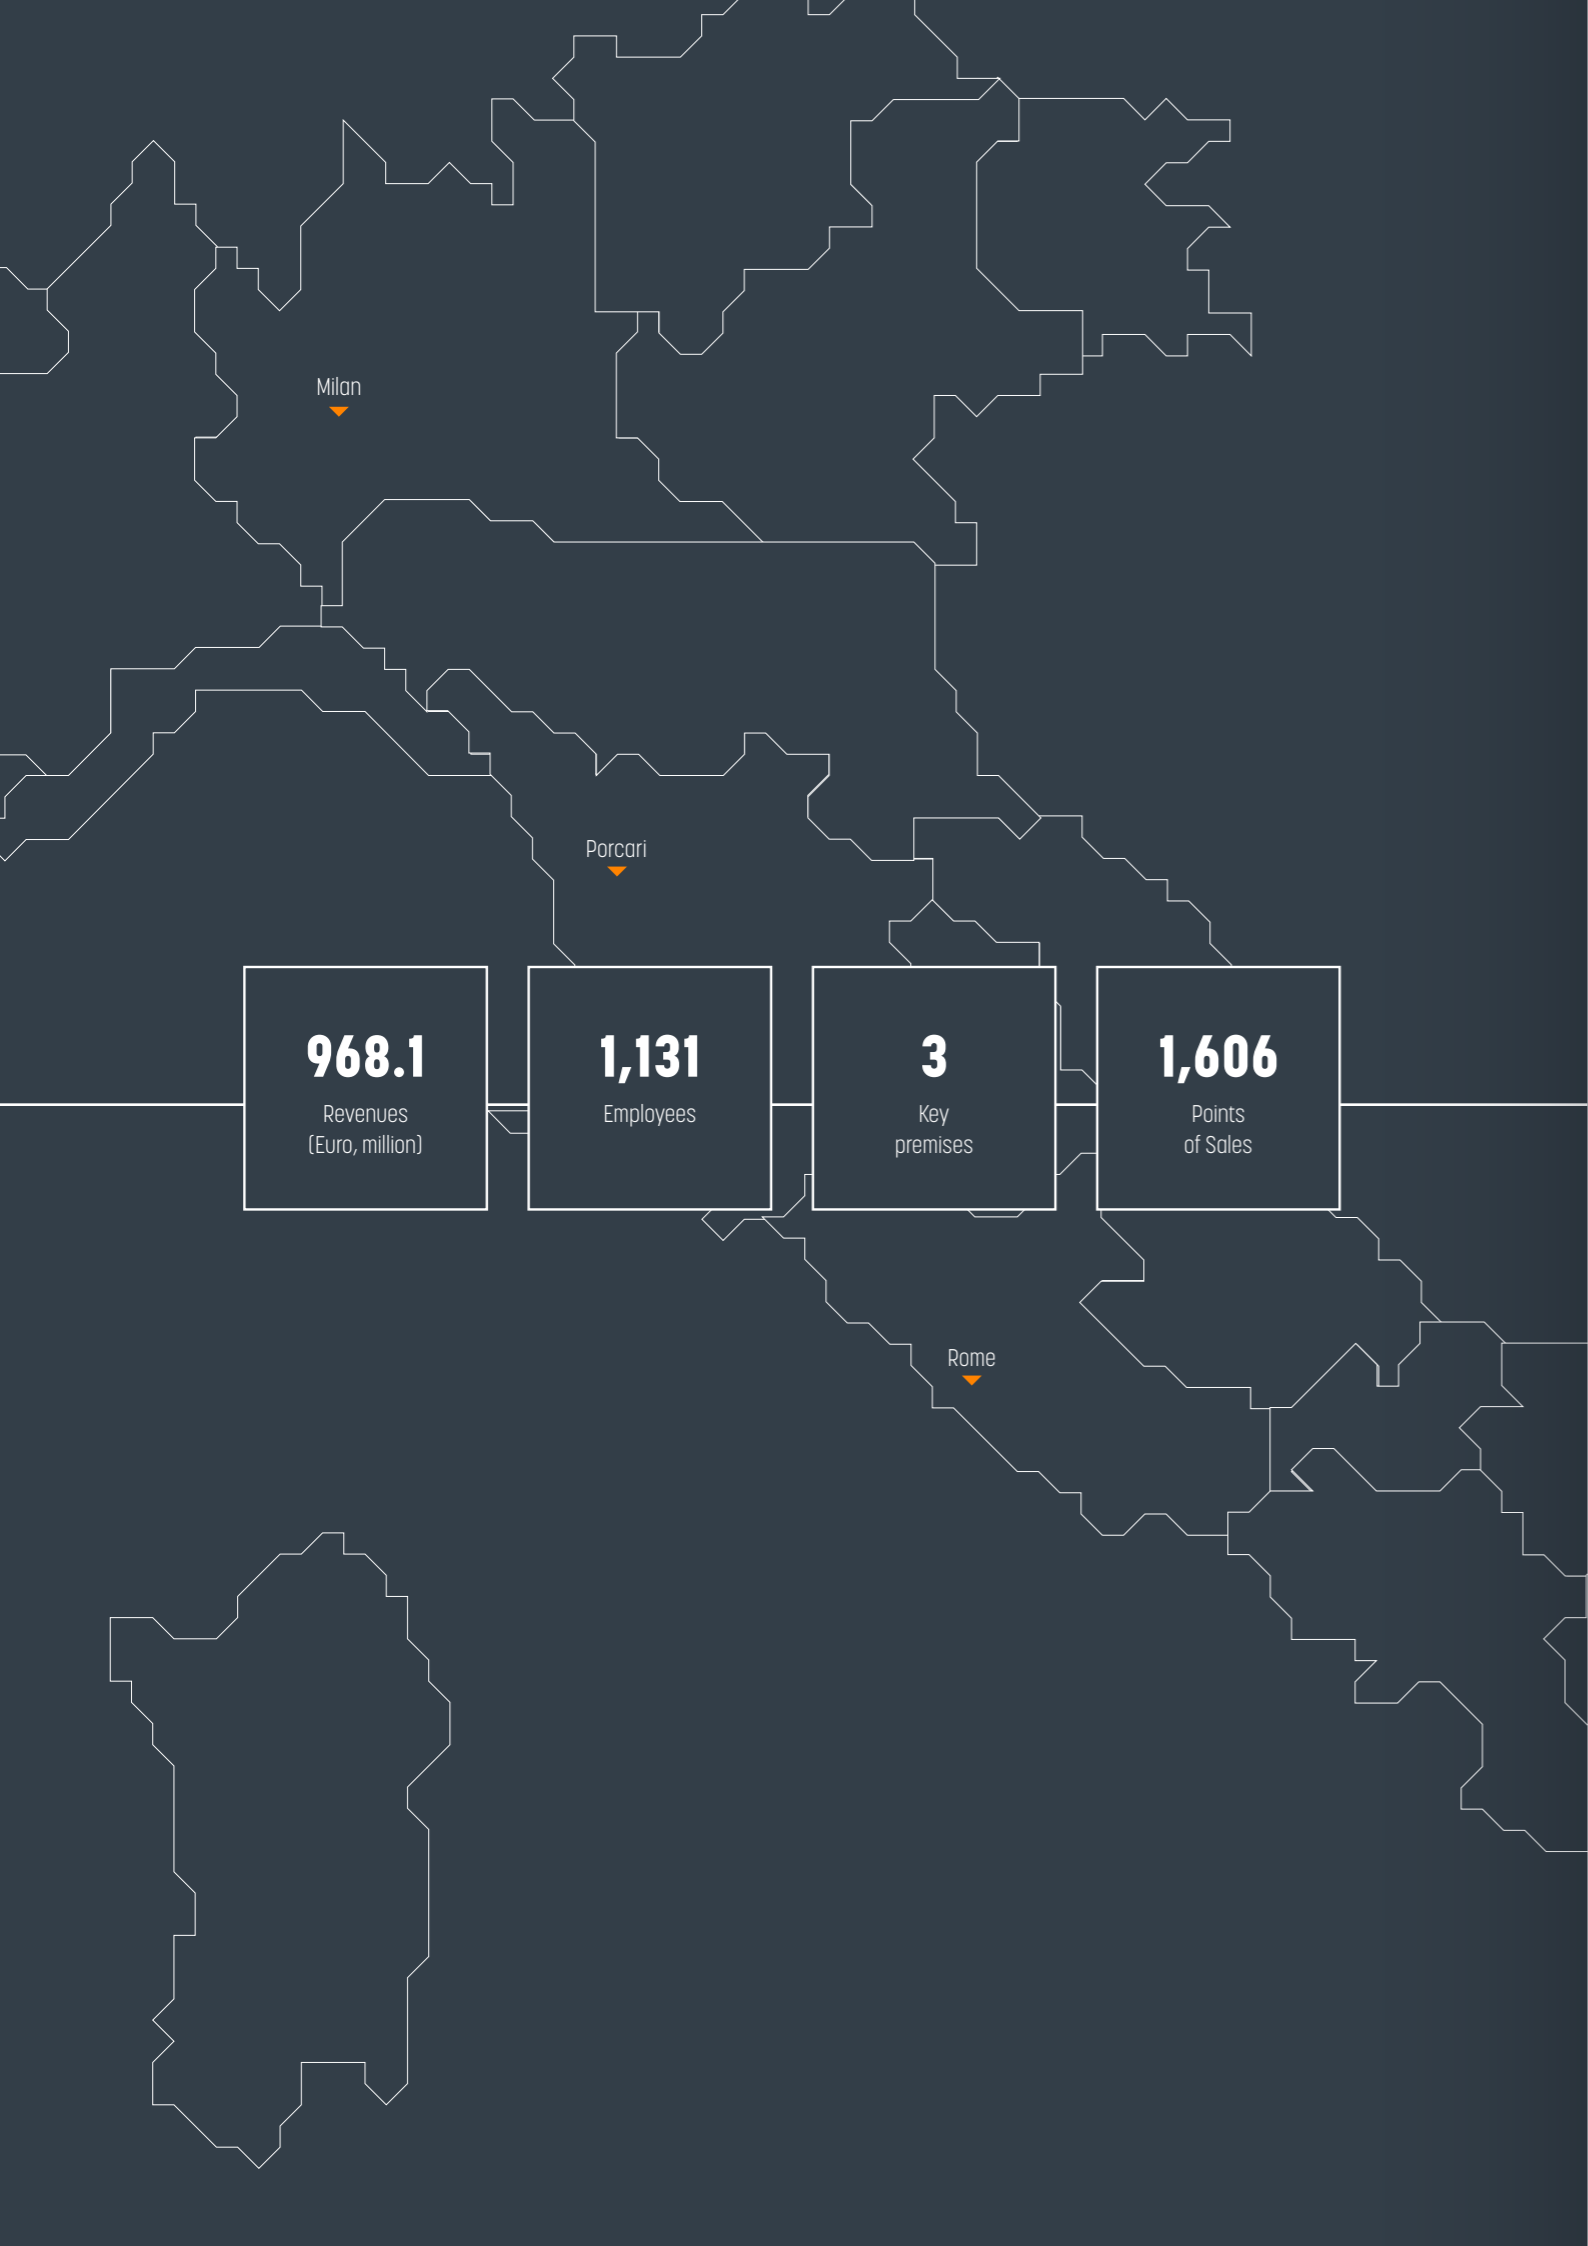 Milan
Porcari
968.1
Revenues
(Euro, million)
1,131
Employees
3
Key
premises
1,606
Points
of Sales
Rome